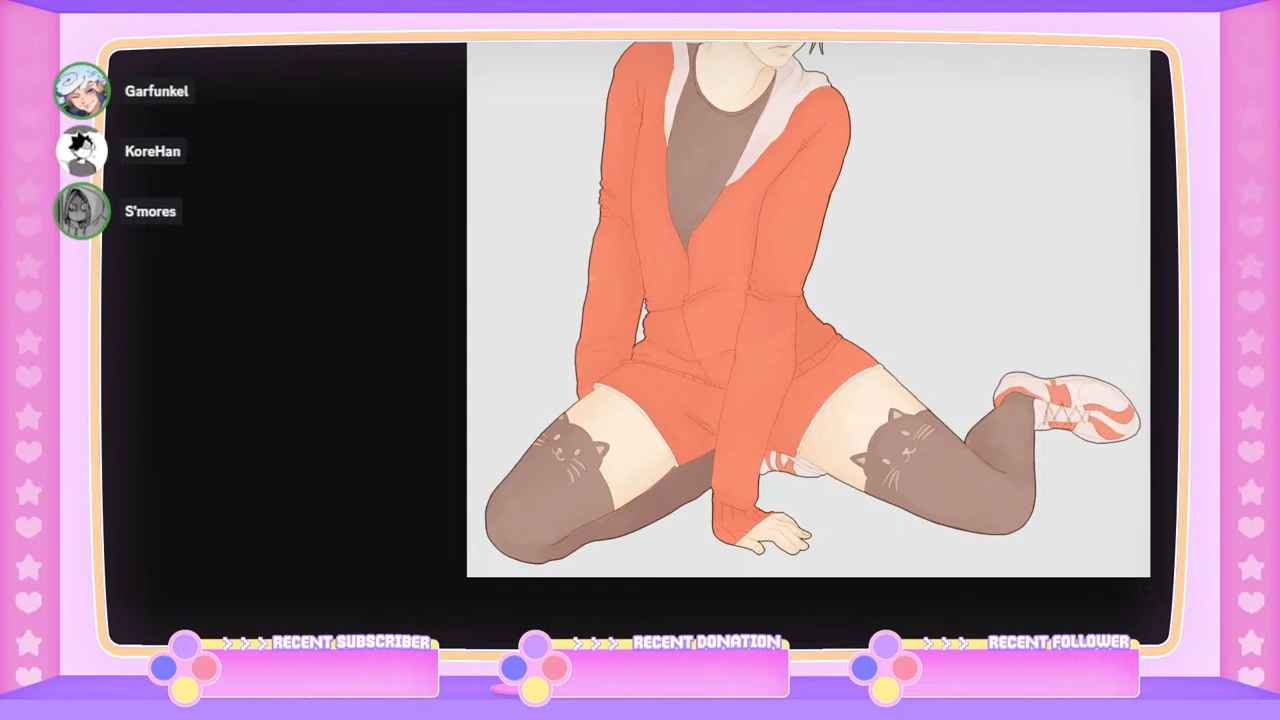 Garfunkel
KoreHan
S'mores
RECENT SUBSCRIBER
RECENT DONATION
RECENT FOLLOWER